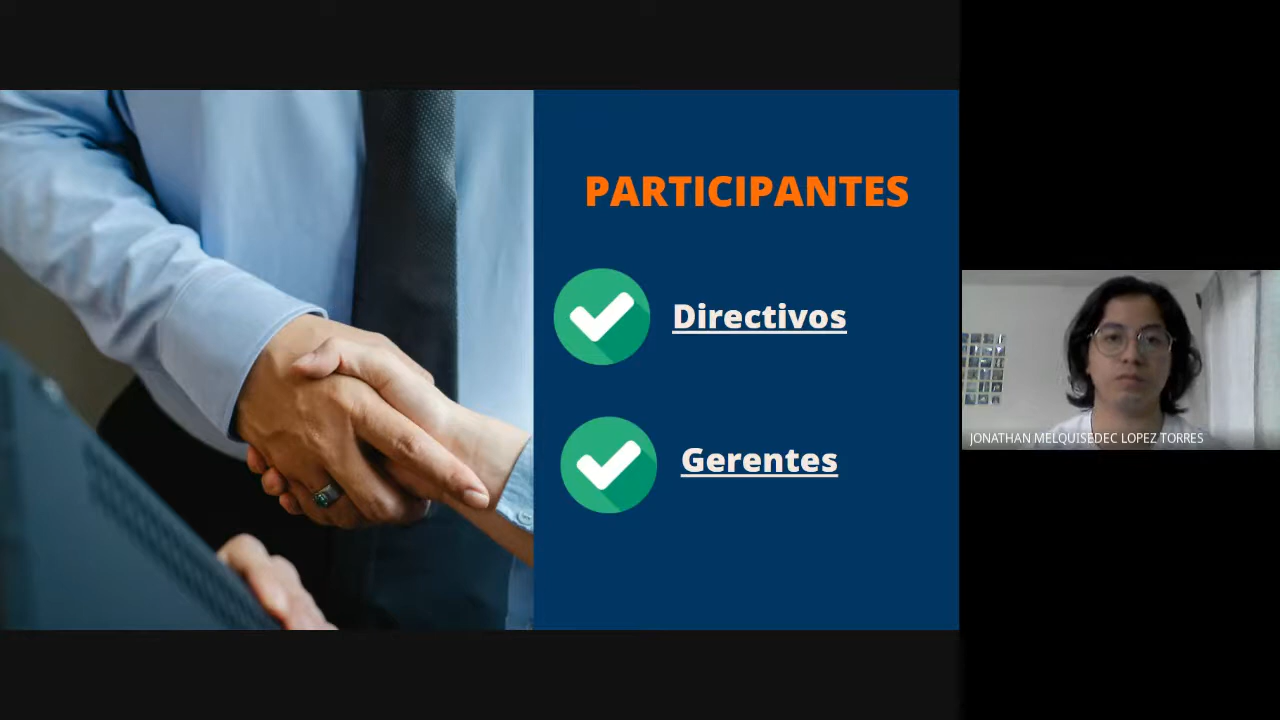 PARTICIPANTES
Directivos
Gerentes
JONATHAN MELQUISEDEC LOPEZ TORRES